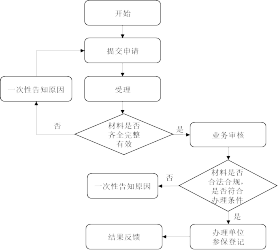 开始
提交申请
一次性告知原因
受理
材料是否
齐全完整
有效
否
是
业务审核
材料是否
合法合规,
是否符合
办理条件
否
一次性告知原因
是
办理单位
参保登记
结果反馈